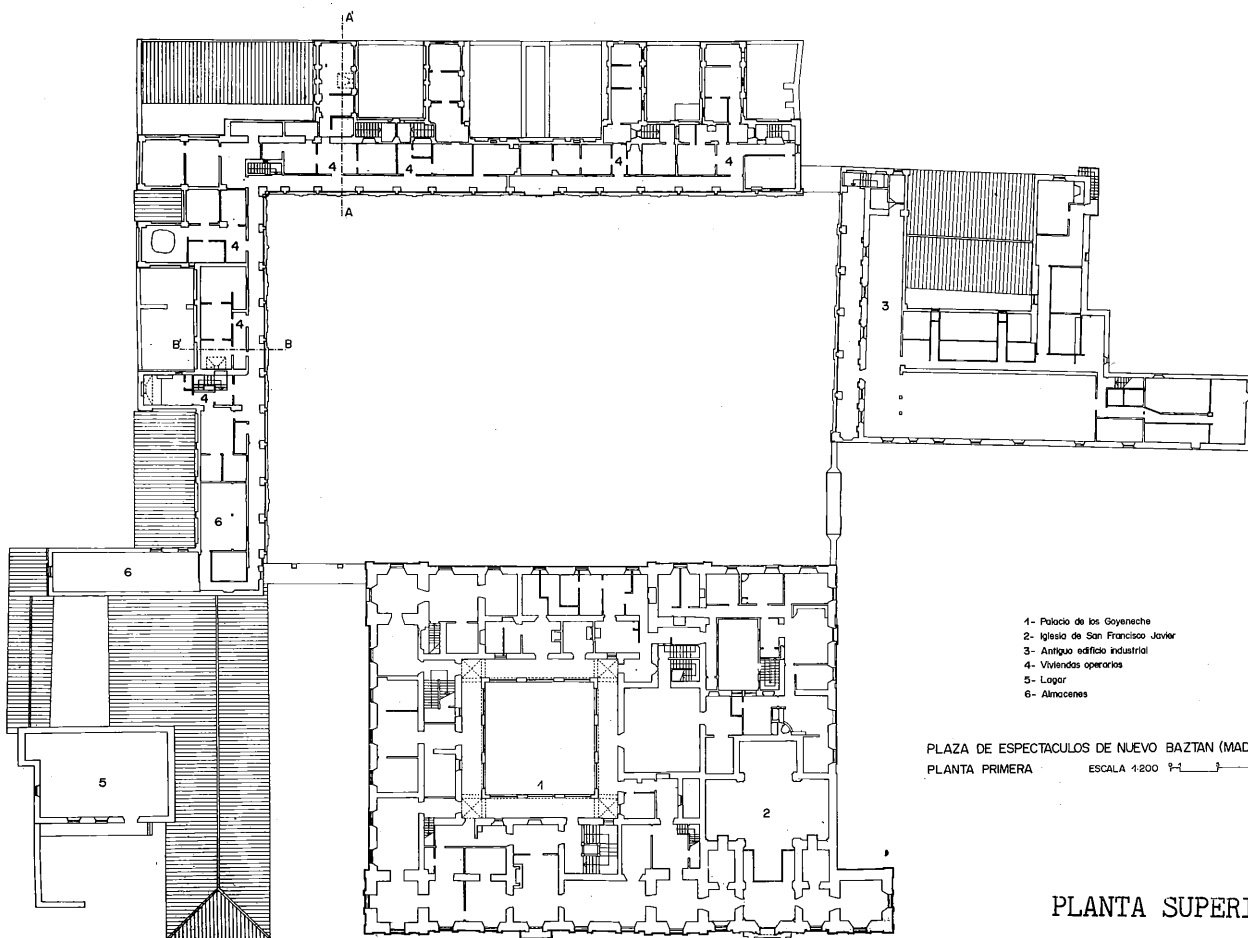 A'
4
4
4
4
A
4
3
4
B'
B
4
6
6
1- Palacio de los Goyeneche
2- Iglesia de San Francisco Javier
3- Antiguo edificio industrial
4- Viviendas operarios
5- Lagar
6- Almacenes
PLAZA DE ESPECTACULOS DE NUEVO BAZTAN (MAD
PLANTA PRIMERA ESCALA 1:200
5
1
2
PLANTA SUPERI